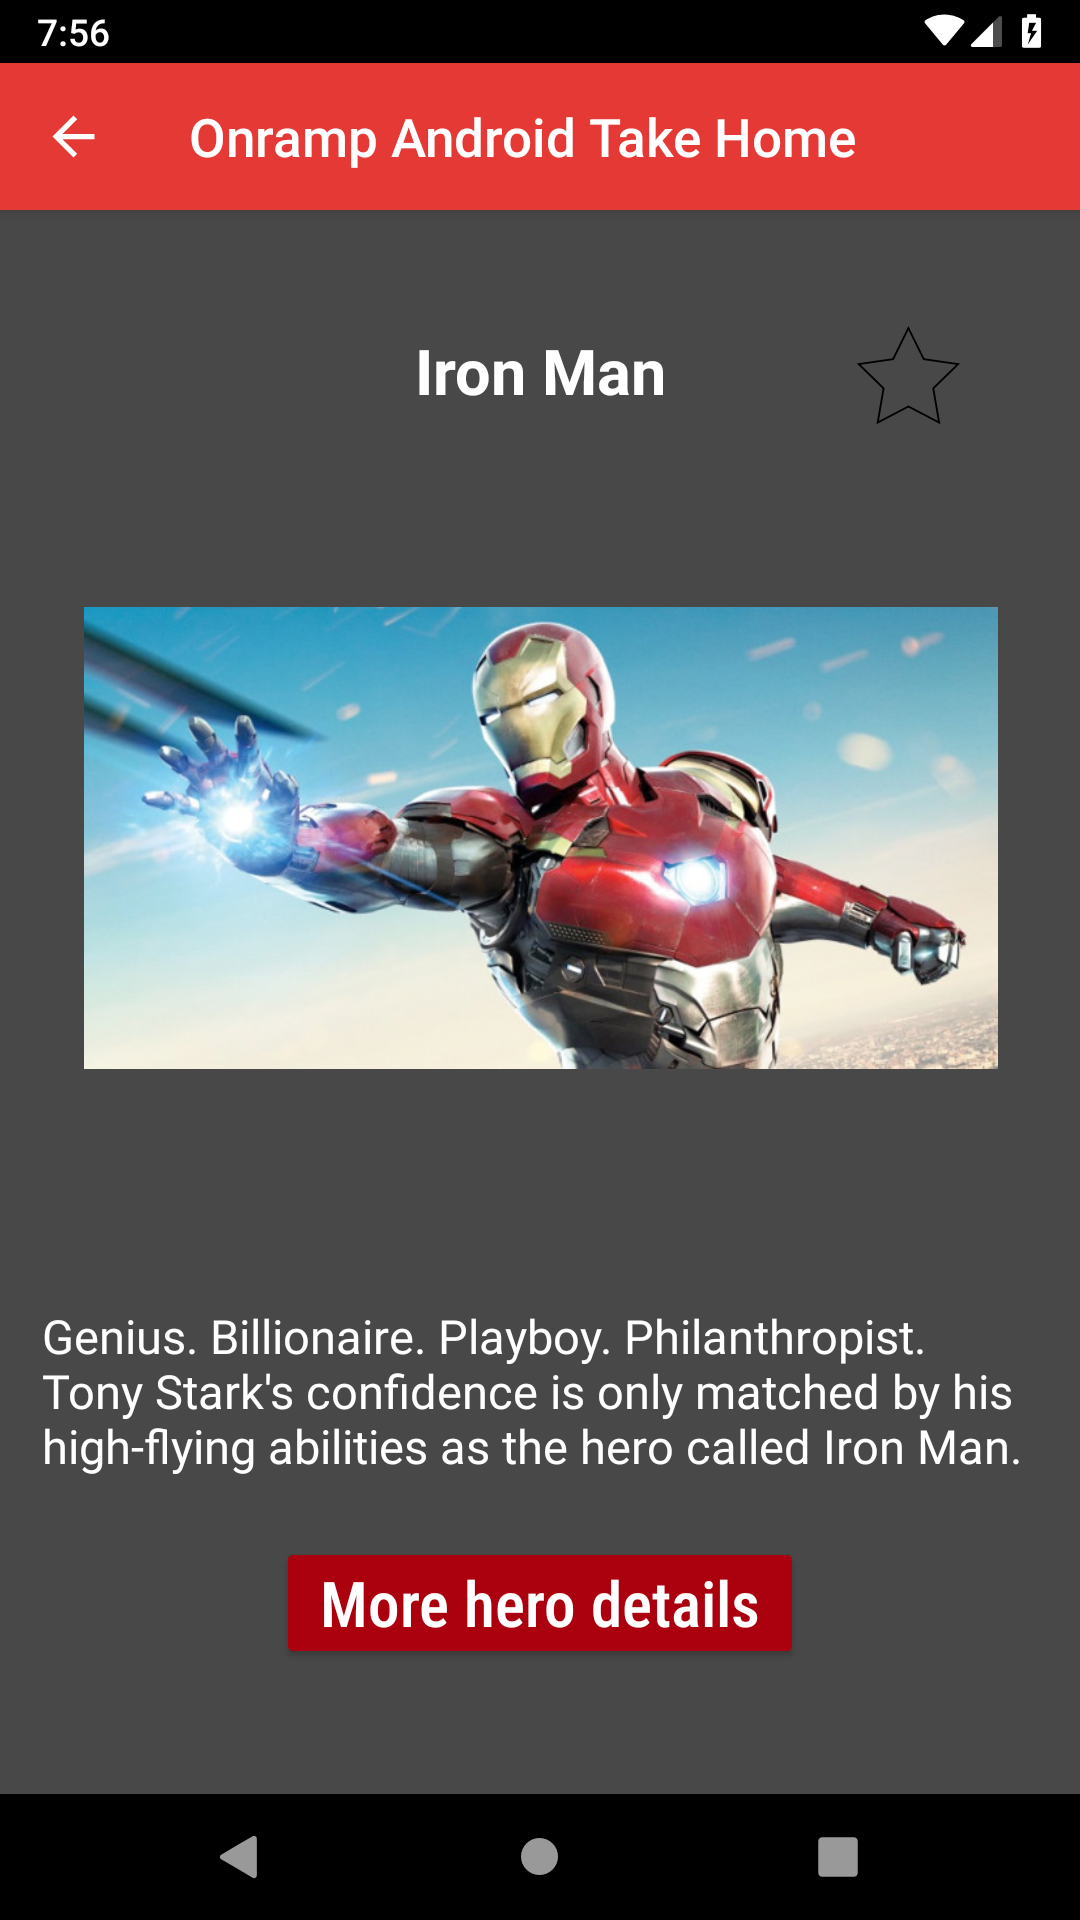 7:56
Onramp Android Take Home
Iron Man
Genius. Billionaire. Playboy. Philanthropist.
Tony Stark's confidence is only matched by his
high-flying abilities as the hero called Iron Man.
More hero details